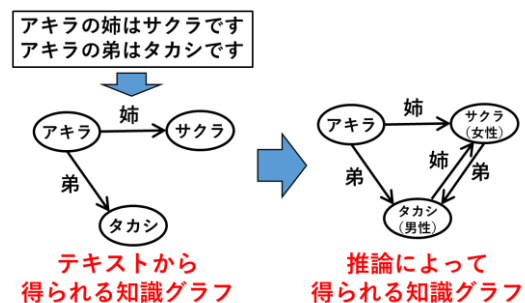 アキラの姉はサクラです
アキラの弟はタカシです
アキラ
姉
サクラ
弟
タカシ
テキストから
得られる知識グラフ
アキラ
姉
サクラ
(女性)
弟
姉
弟
タカシ
(男性)
推論によって
得られる知識グラフ